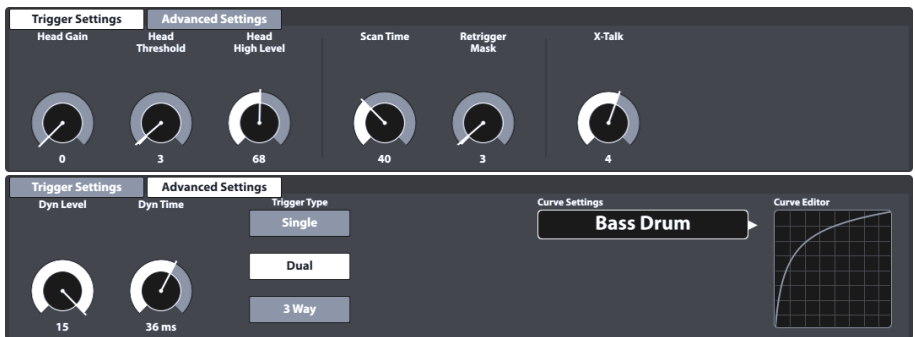 Trigger Settings Advanced Settings
Head Gain Head Threshold Head High Level Scan Time Retrigger Mask X-Talk
0 3 68 40 3 4
Trigger Settings Advanced Settings
Dyn Level Dyn Time Trigger Type Curve Settings Curve Editor
Single Bass Drum
Dual
3 Way
15 36 ms